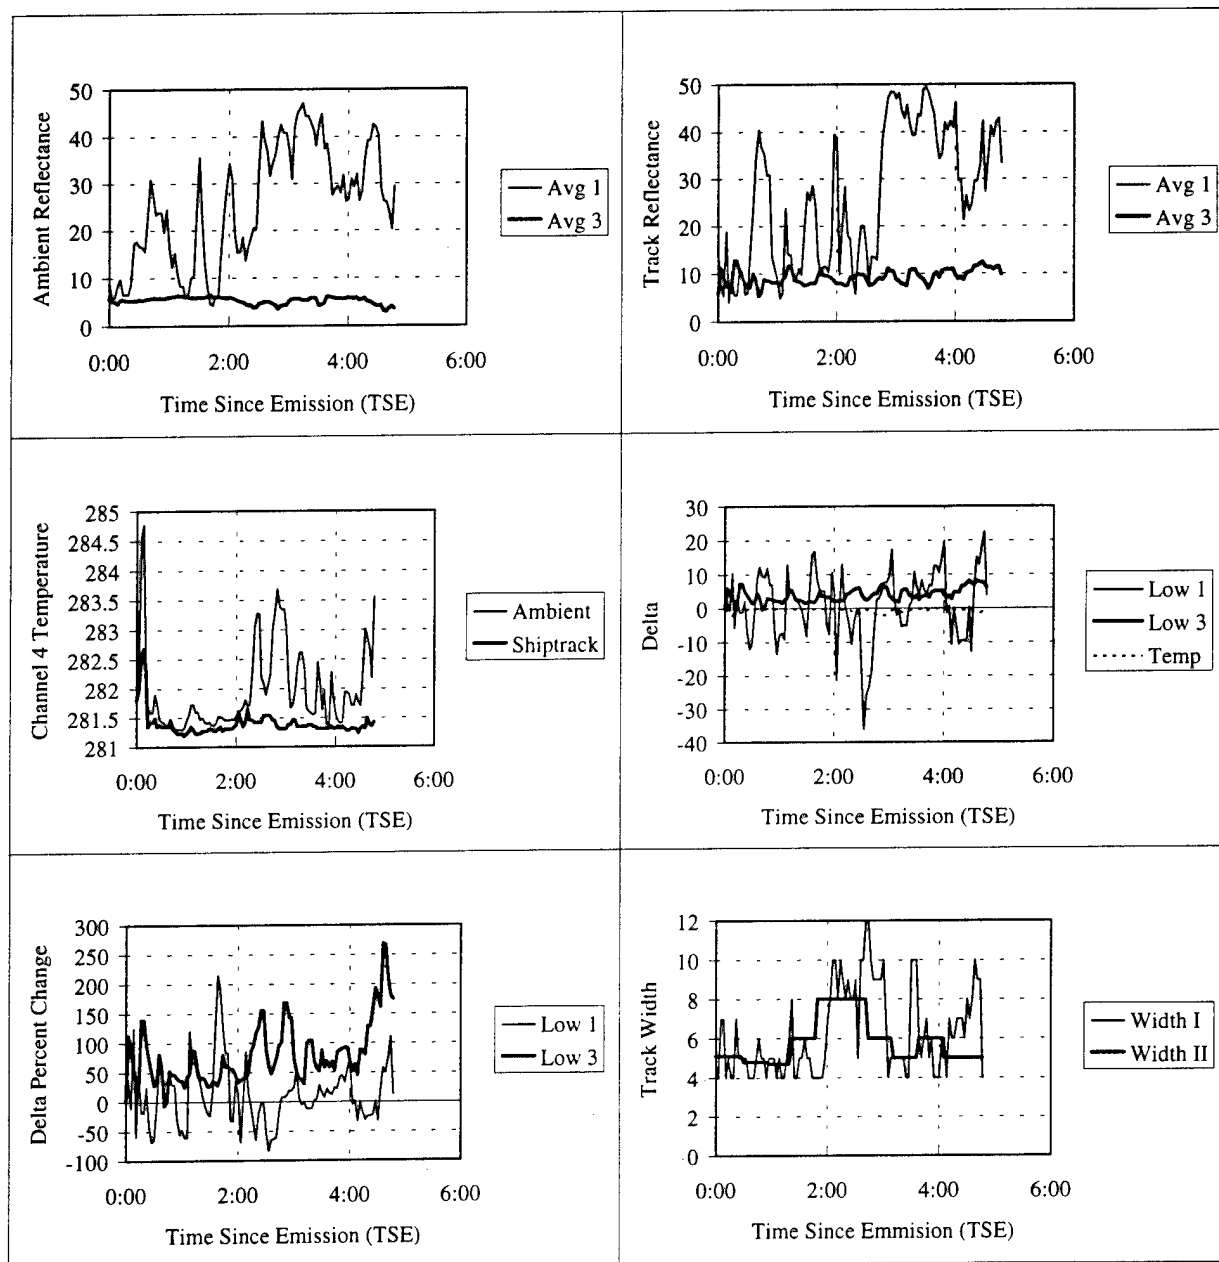 Ambient Reflectance
50
40
30
20
10
0
0:00 2:00 4:00 6:00
Time Since Emission (TSE)
Avg 1
Avg 3
Track Reflectance
50
40
30
20
10
0
0:00 2:00 4:00 6:00
Time Since Emission (TSE)
Avg 1
Avg 3
Channel 4 Temperature
285
284.5
284
283.5
283
282.5
282
281.5
281
0:00 2:00 4:00 6:00
Time Since Emission (TSE)
Ambient
Shiptrack
Delta
30
20
10
0
-10
-20
-30
-40
0:00 2:00 4:00 6:00
Time Since Emission (TSE)
Low 1
Low 3
Temp
Delta Percent Change
300
250
200
150
100
50
0
-50
-100
0:00 2:00 4:00 6:00
Time Since Emission (TSE)
Low 1
Low 3
Track Width
12
10
8
6
4
2
0
0:00 2:00 4:00 6:00
Time Since Emmision (TSE)
Width I
Width II